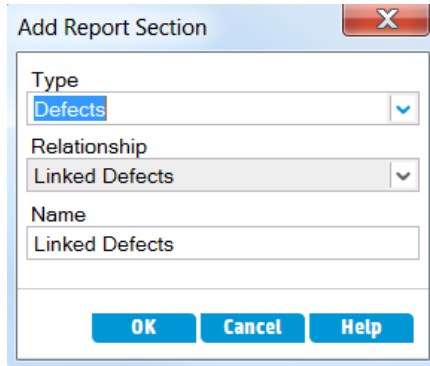 Add Report Section
Type
Defects
Relationship
Linked Defects
Name
Linked Defects
OK Cancel Help